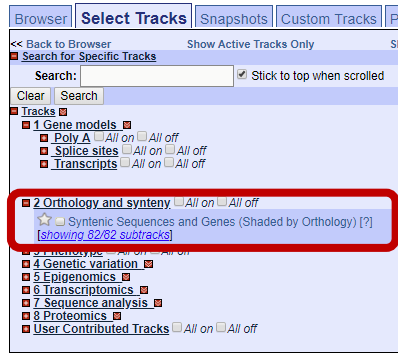 Browser Select Tracks Snapshots Custom Tracks P
<< Back to Browser Show Active Tracks Only
Search for Specific Tracks
Search: Stick to top when scrolled
Clear Search
Tracks
1 Gene models
Poly A All on All off
Splice sites All on All off
Transcripts All on All off
2 Orthology and synteny All on All off
Syntenic Sequences and Genes (Shaded by Orthology) [?]
[showing 82/82 subtracks]
3 Phenotype All on All off
4 Genetic variation
5 Epigenomics
6 Transcriptomics
7 Sequence analysis
8 Proteomics
User Contributed Tracks All on All off